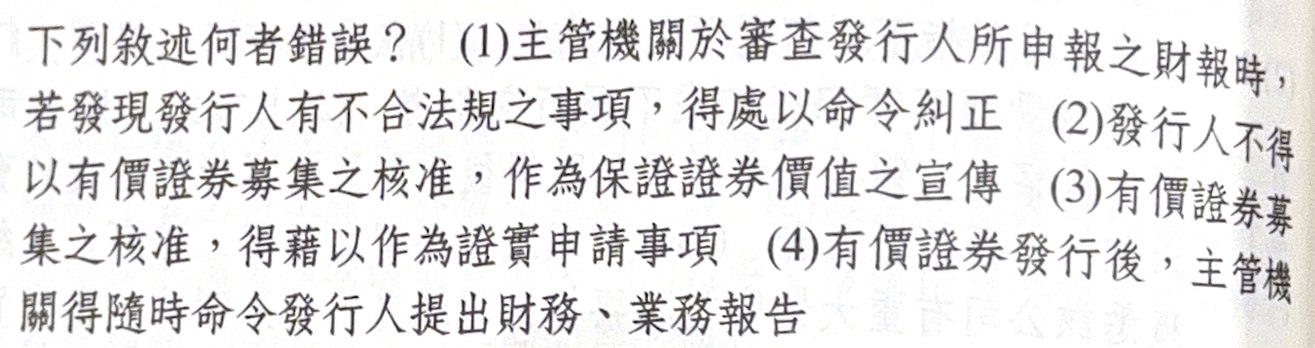 下列敘述何者錯誤？　(1)主管機關於審查發行人所申報之財報時，
若發現發行人有不合法規之事項，得處以命令糾正　(2)發行人不得
以有價證券募集之核准，作為保證證券價值之宣傳　(3)有價證券募
集之核准，得藉以作為證實申請事項　(4)有價證券發行後，主管機
關得隨時命令發行人提出財務、業務報告